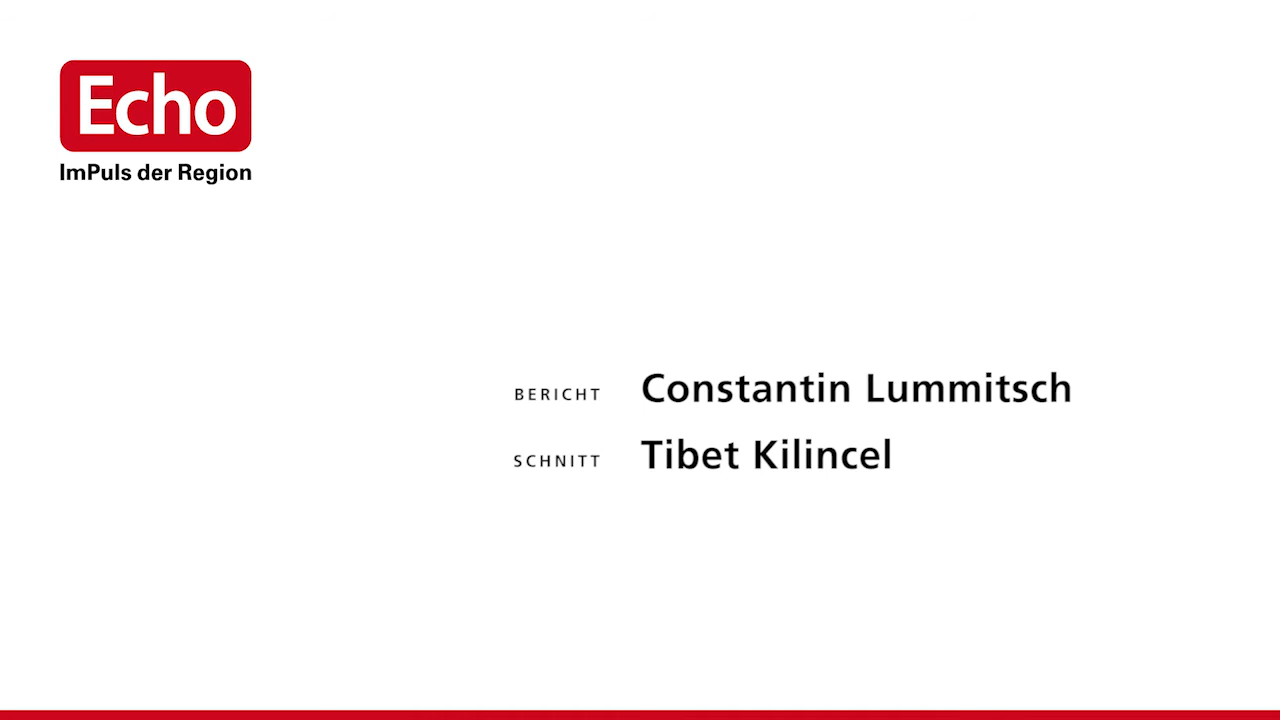 Echo
ImPuls der Region
BERICHT Constantin Lummitsch
SCHNITT Tibet Kilincel